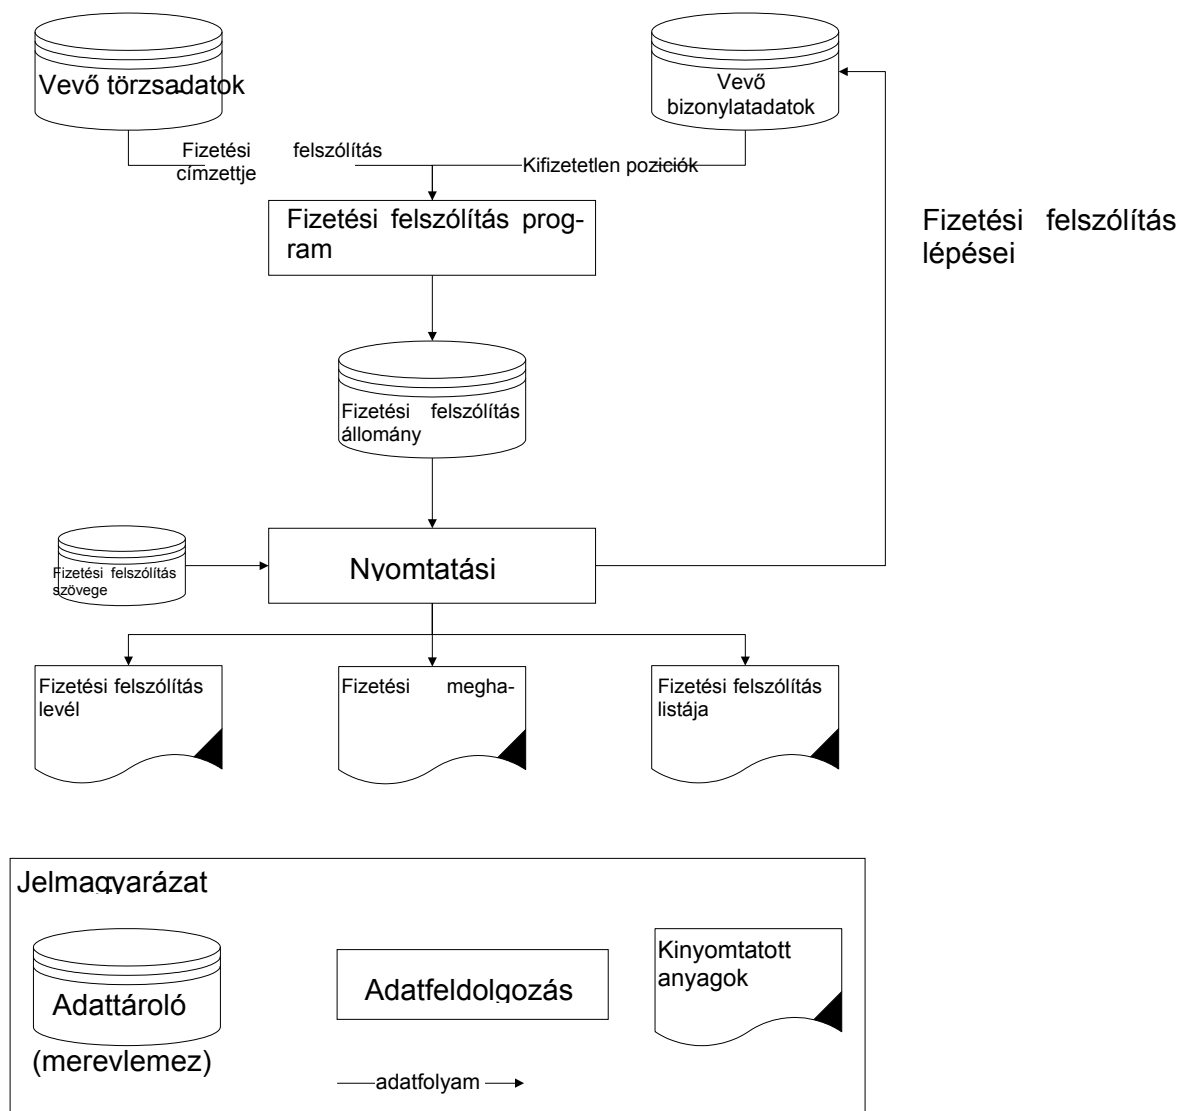 Vevő törzsadatok
Vevő
bizonylatadatok
Fizetési felszólítás
címzettje
Kifizetetlen poziciók
Fizetési felszólítás prog-
ram
Fizetési felszólítás
lépései
Fizetési felszólítás
állomány
Fizetési felszólítás
szövege
Nyomtatási
Fizetési felszólítás
levél
Fizetési megha-
Fizetési felszólítás
listája
Jelmagyarázat
Adattároló
(merevlemez)
Adatfeldolgozás
Kinyomtatott
anyagok
adatfolyam